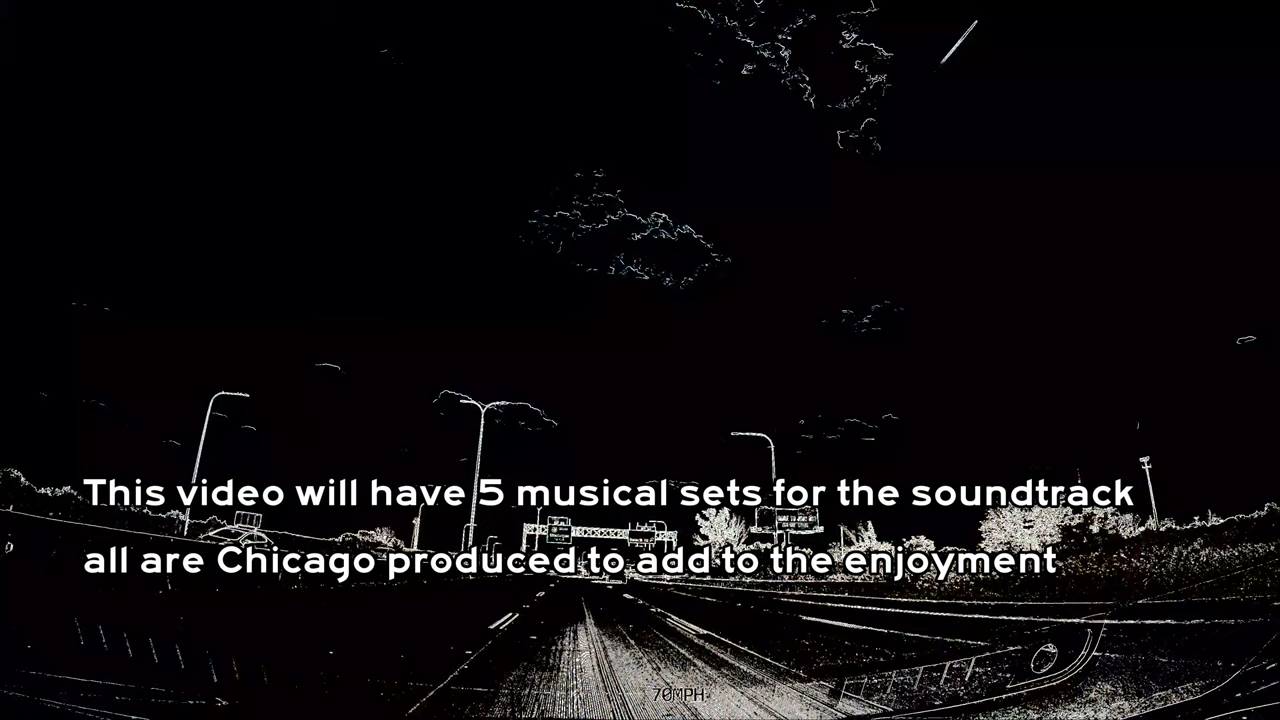 This video will have 5 musical sets for the soundtrack
all are Chicago produced to add to the enjoyment
70MPH